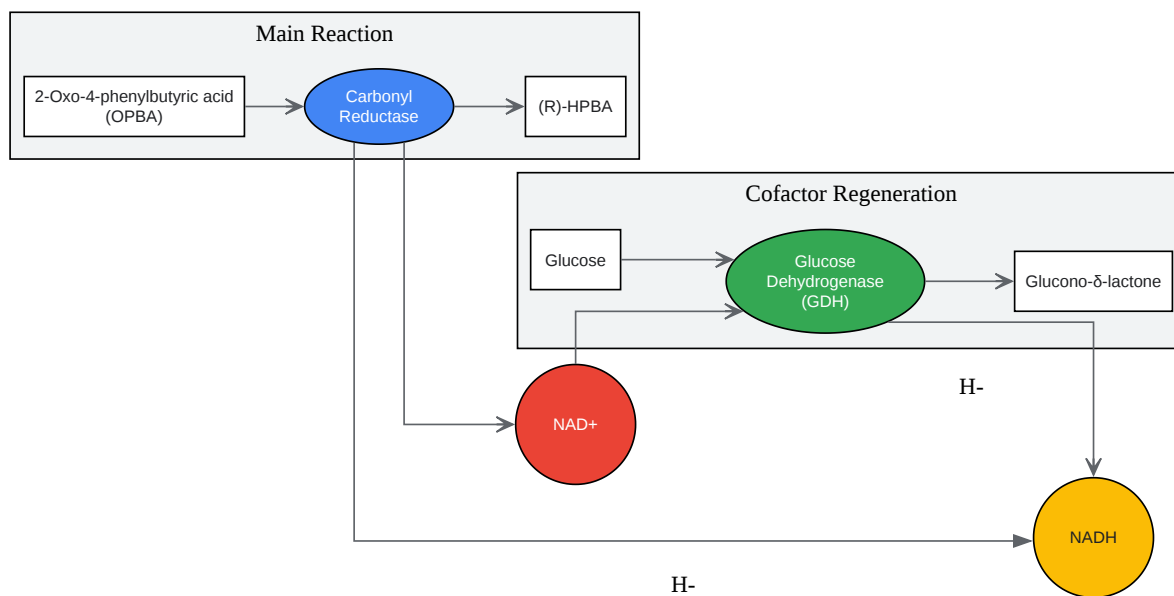 Main Reaction
2-Oxo-4-phenylbutyric acid
(OPBA)
Carbonyl
Reductase
(R)-HPBA
Cofactor Regeneration
Glucose
Glucose
Dehydrogenase
(GDH)
Glucono-δ-lactone
H-
NAD+
NADH
H-